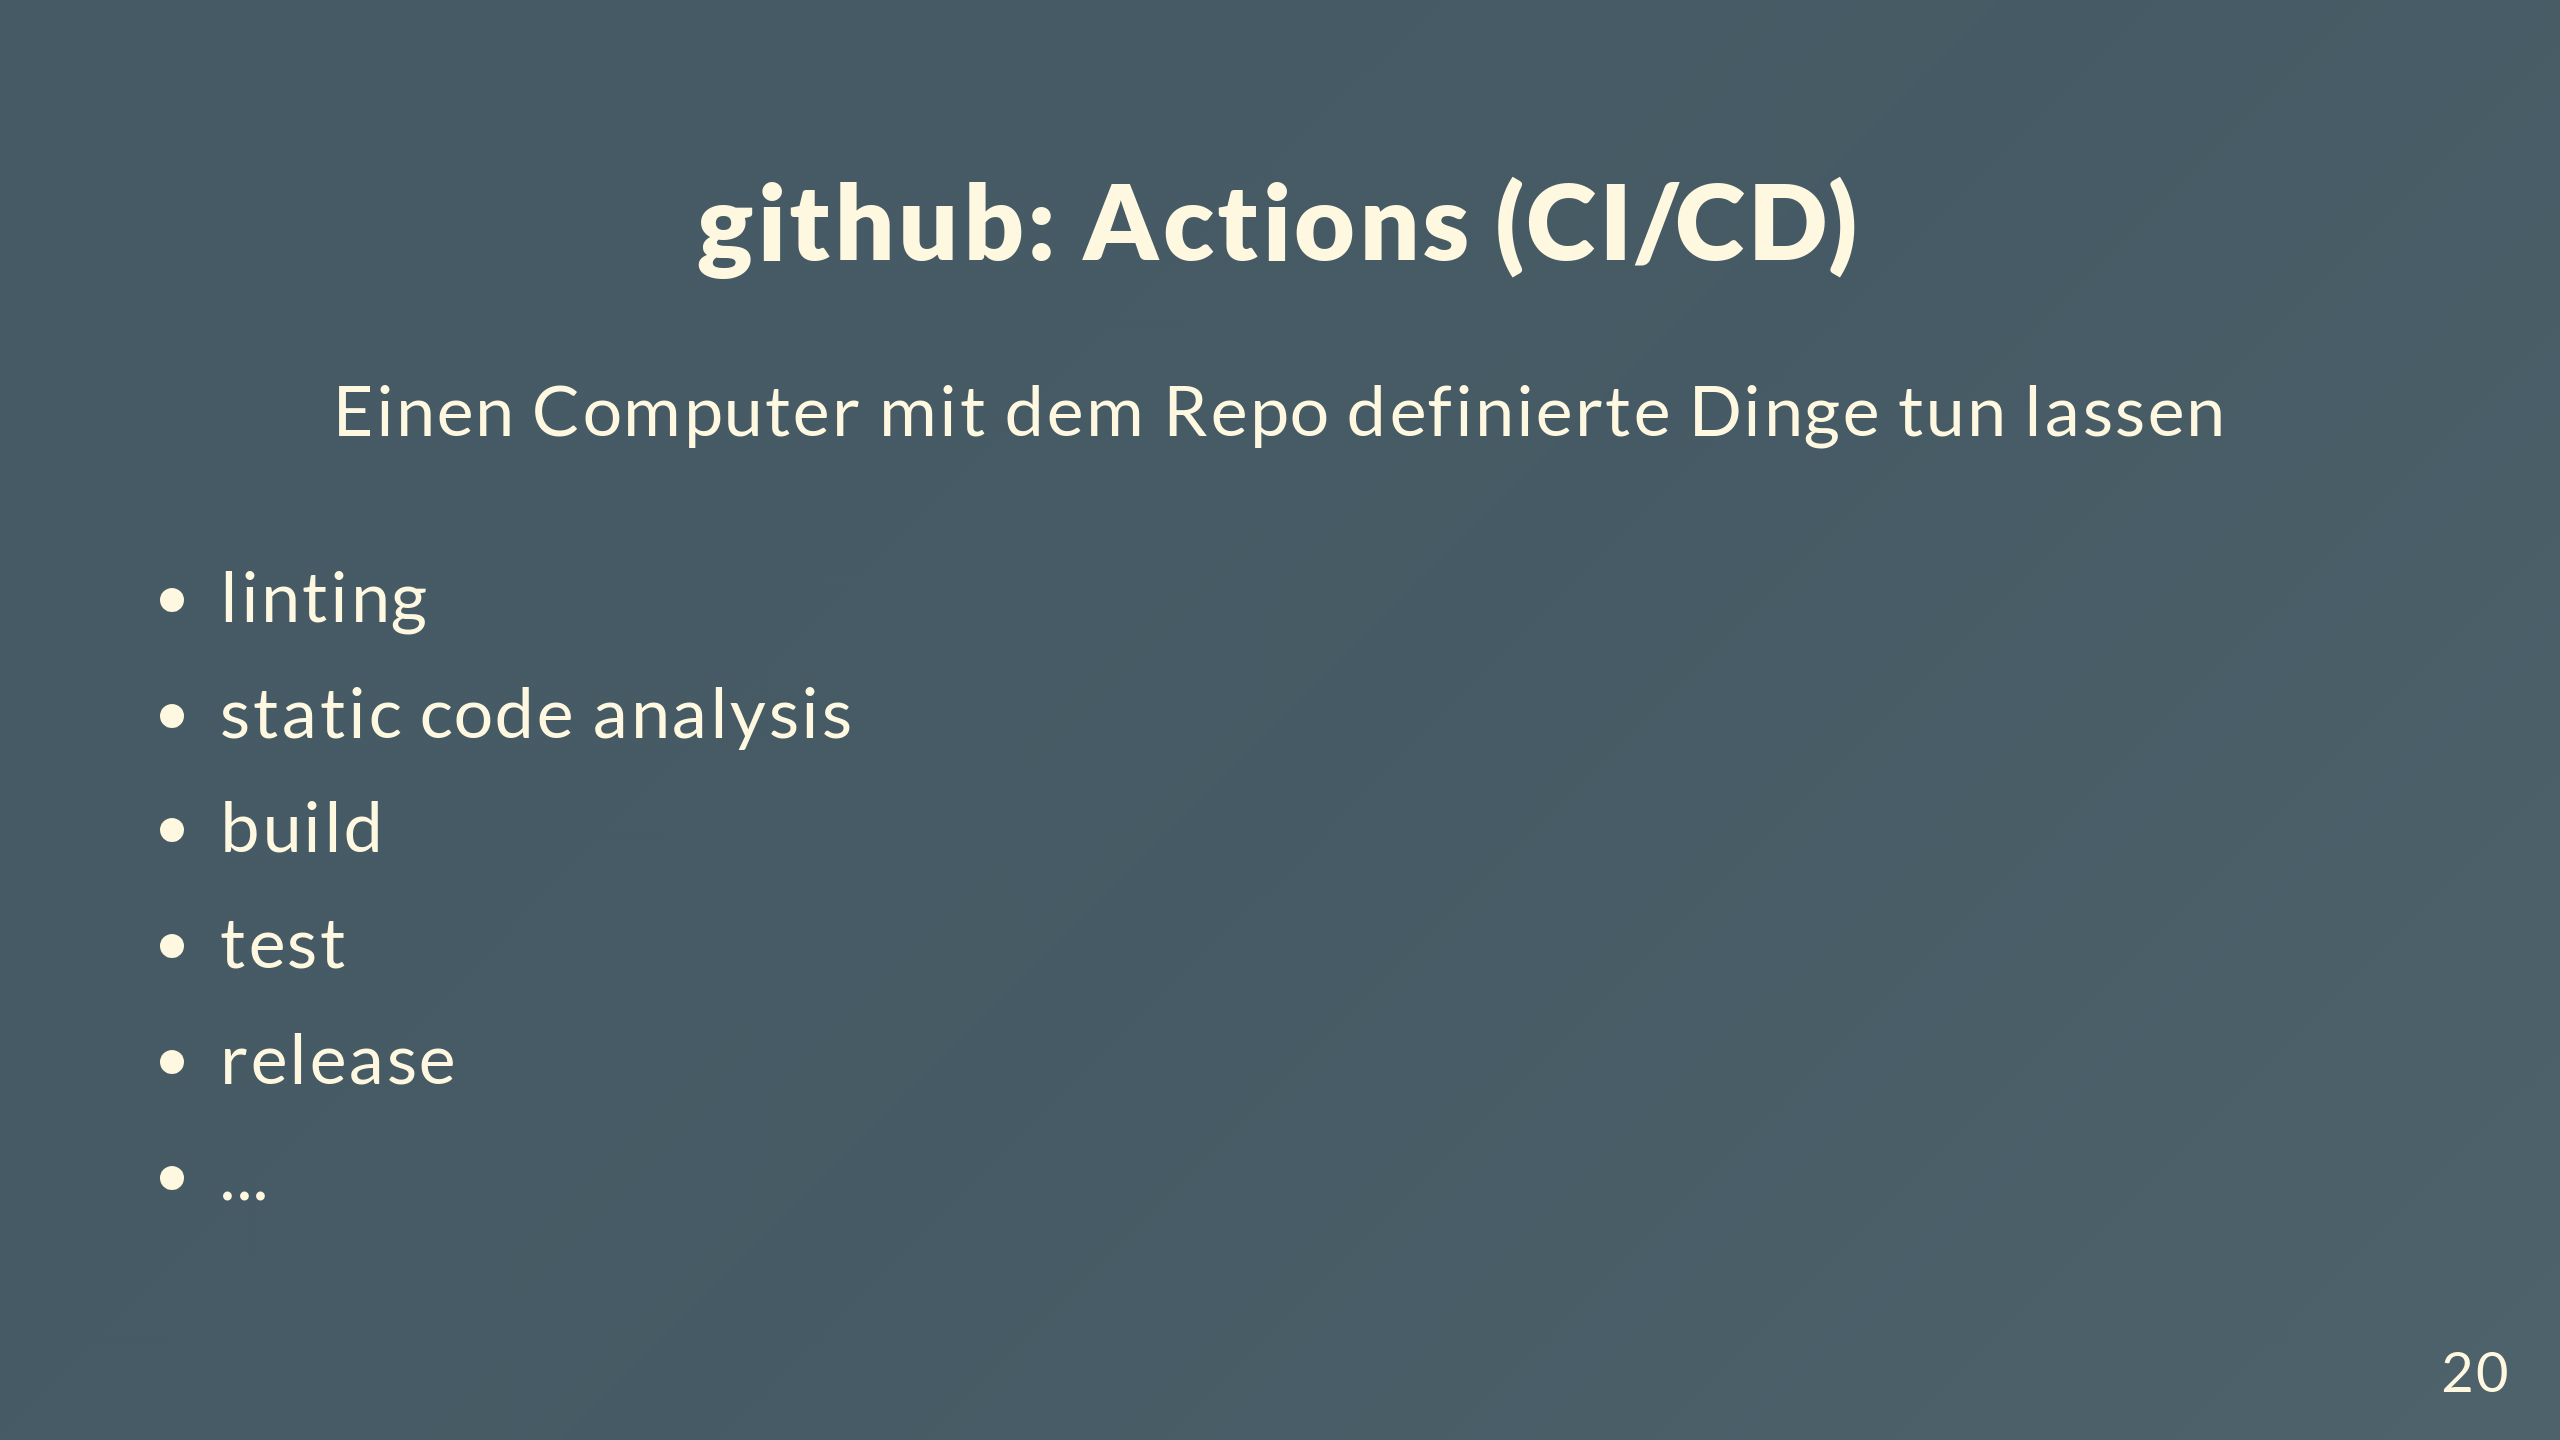 github: Actions (CI/CD)
Einen Computer mit dem Repo definierte Dinge tun lassen
• linting
• static code analysis
• build
• test
• release
• ...
20